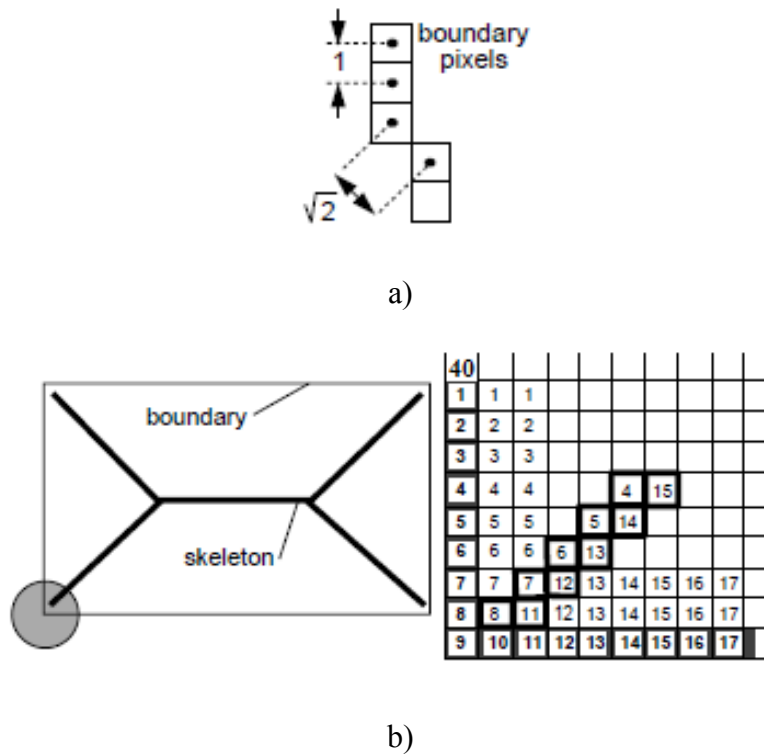 boundary
pixels
1
√2
a)
boundary
skeleton
40
1 1 1
2 2 2
3 3 3
4 4 4 4 15
5 5 5 5 14
6 6 6 6 13
7 7 7 12 13 14 15 16 17
8 8 11 12 13 14 15 16 17
9 10 11 12 13 14 15 16 17
b)